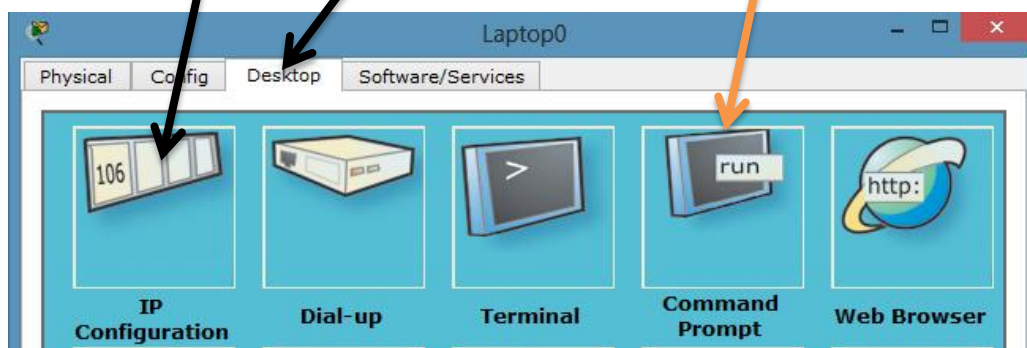 Laptop0
Physical Config Desktop Software/Services
106
>
run
http:
IP Configuration
Dial-up
Terminal
Command Prompt
Web Browser